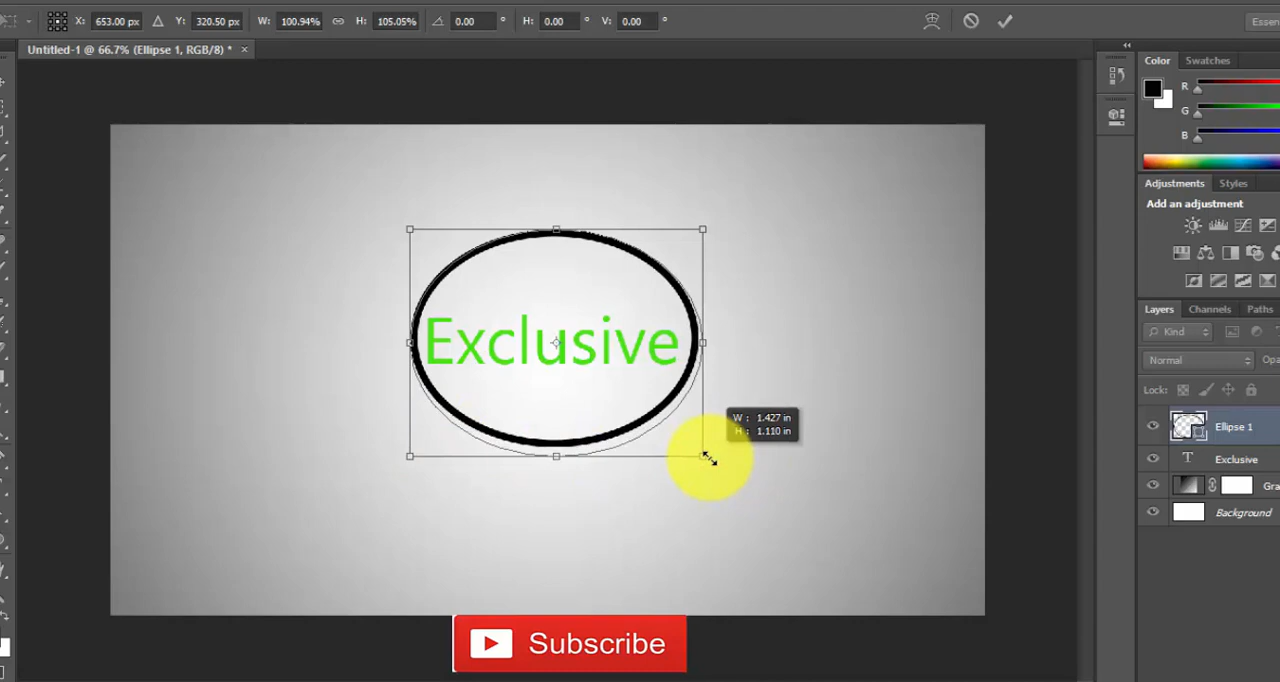 X: 653.00 px Y: 320.50 px W: 100.94% H: 105.05% 0.00 ° H: 0.00 ° V: 0.00 °
Untitled-1 @ 66.7% (Ellipse 1, RGB/8) * ×
Color Swatches
R
G
B
Adjustments Styles
Add an adjustment
Exclusive
W : 1.427 in
H : 1.110 in
Layers Channels Paths
Kind
Normal
Lock:
Ellipse 1
T Exclusive
Background
Subscribe